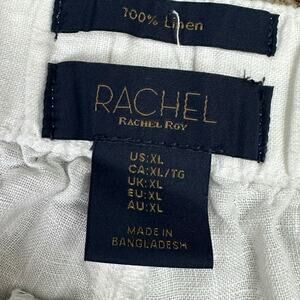 100% Linen
RACHEL
RACHEL ROY
US:XL
CA:XL/TG
UK:XL
EU:XL
AU:XL
MADE IN
BANGLADESH